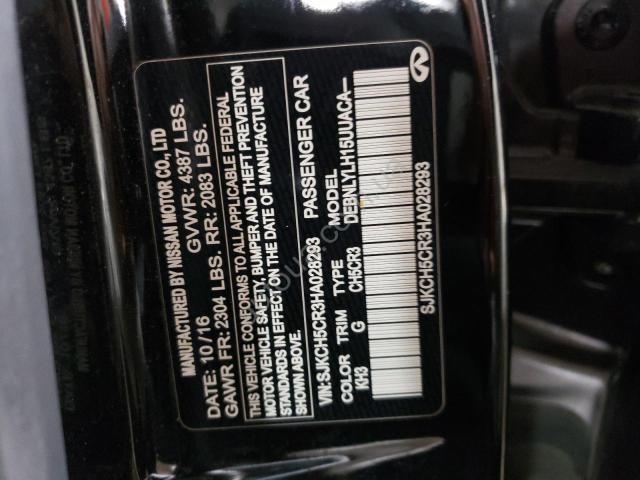 MANUFACTURED BY NISSAN MOTOR CO., LTD
DATE: 10/16 GVWR: 4387 LBS.
GAWR FR: 2304 LBS. RR: 2083 LBS.
THIS VEHICLE CONFORMS TO ALL APPLICABLE FEDERAL
MOTOR VEHICLE SAFETY, BUMPER AND THEFT PREVENTION
STANDARDS IN EFFECT ON THE DATE OF MANUFACTURE
SHOWN ABOVE.
VIN: SJKCH5CR3HA028293 PASSENGER CAR
COLOR TRIM TYPE MODEL
KH3 G CH5CR3 DEBNLYLH15UUACA—
SJKCH5CR3HA028293